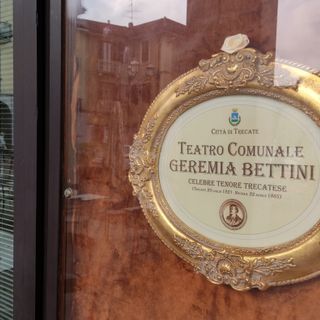 Città di Trecate
Teatro Comunale
Geremia Bettini
celebre tenore trecatese